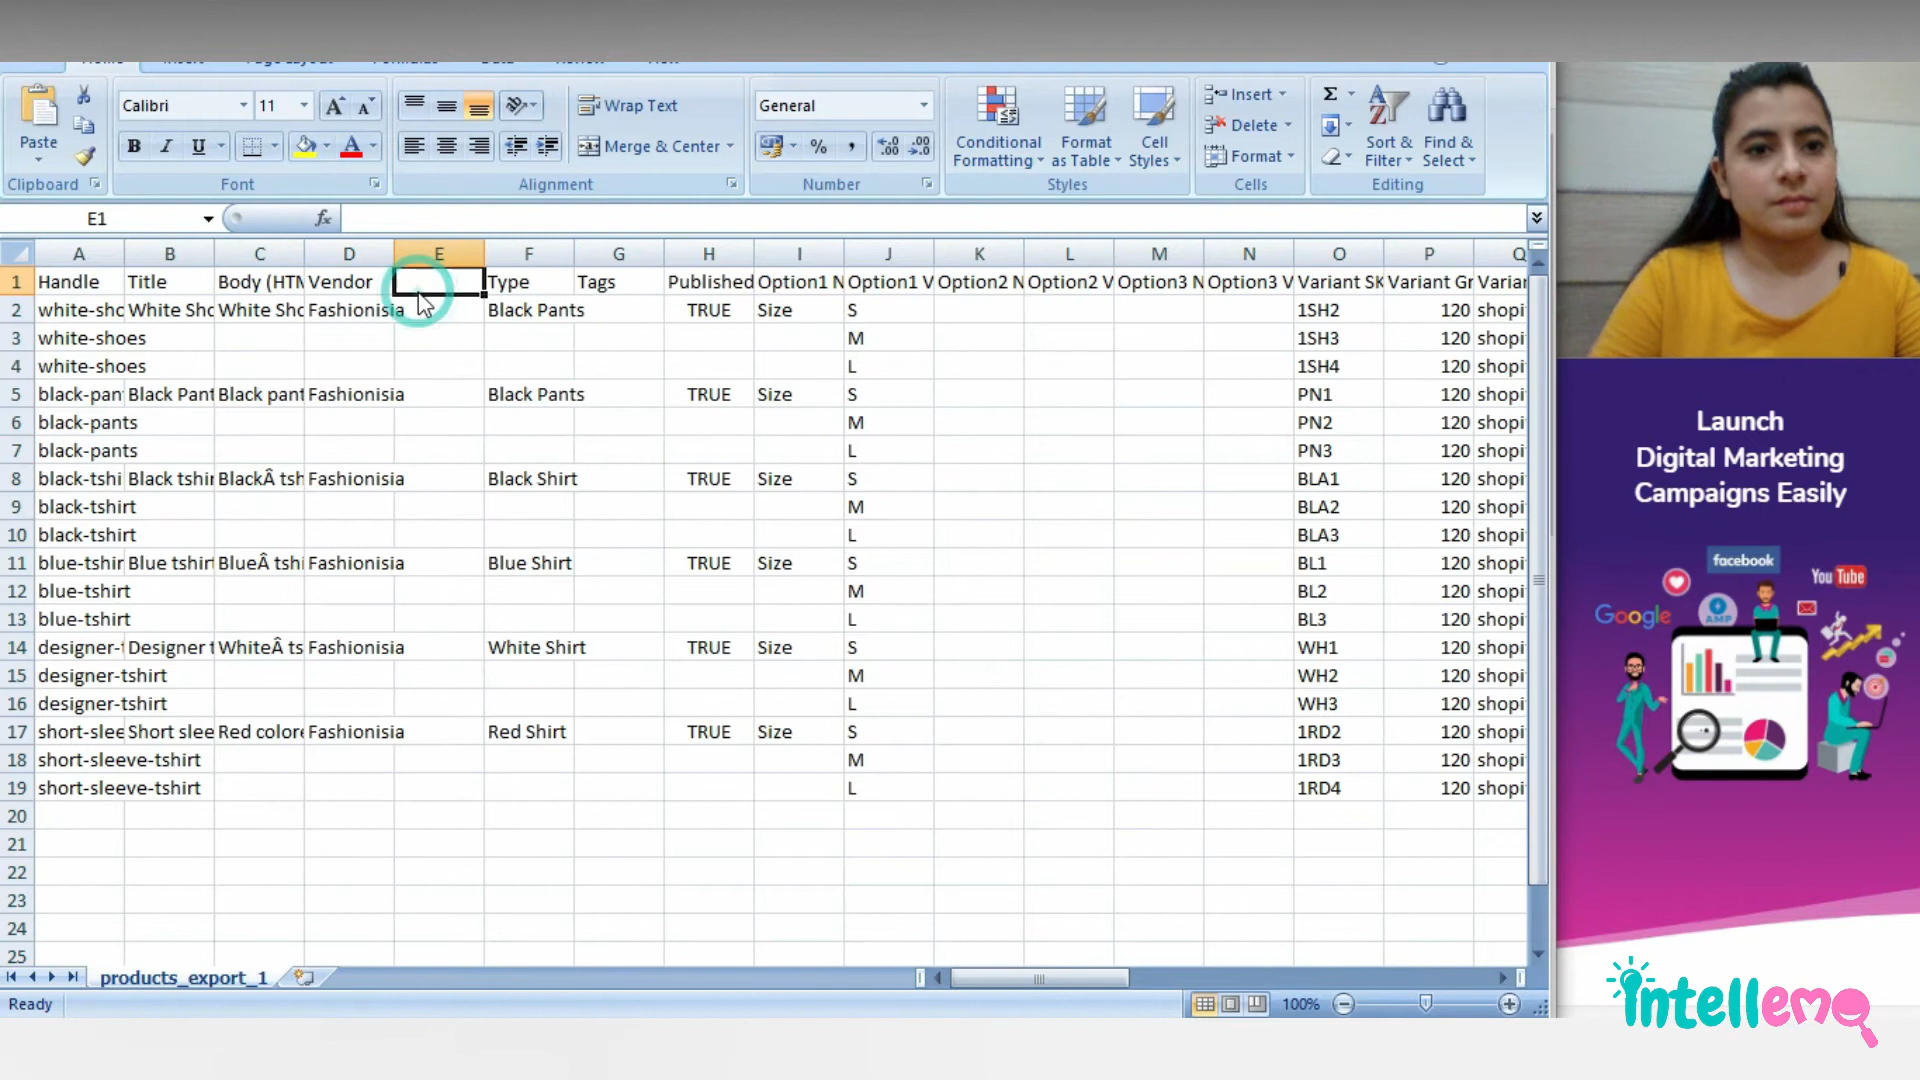 Calibri 11 Wrap Text General Insert Σ
Paste B I U Merge & Center % , Conditional Formatting Format as Table Cell Styles Delete Format Sort & Filter Find & Select
Clipboard Font Alignment Number Styles Cells Editing
E1 fx
A B C D E F G H I J K L M N O P Q
1 Handle Title Body (HTM Vendor Type Tags Published Option1 N Option1 V Option2 N Option2 V Option3 N Option3 V Variant SK Variant Gr Varian
2 white-sho White Sho White Sho Fashionisia Black Pants TRUE Size S 1SH2 120 shopi
3 white-shoes M 1SH3 120 shopi
4 white-shoes L 1SH4 120 shopi
5 black-pan Black Pant Black pant Fashionisia Black Pants TRUE Size S PN1 120 shopi
6 black-pants M PN2 120 shopi
7 black-pants L PN3 120 shopi
8 black-tshi Black tshir BlackÂ tsh Fashionisia Black Shirt TRUE Size S BLA1 120 shopi
9 black-tshirt M BLA2 120 shopi
10 black-tshirt L BLA3 120 shopi
11 blue-tshir Blue tshirt BlueÂ tshi Fashionisia Blue Shirt TRUE Size S BL1 120 shopi
12 blue-tshirt M BL2 120 shopi
13 blue-tshirt L BL3 120 shopi
14 designer-t Designer t WhiteÂ ts Fashionisia White Shirt TRUE Size S WH1 120 shopi
15 designer-tshirt M WH2 120 shopi
16 designer-tshirt L WH3 120 shopi
17 short-slee Short slee Red colore Fashionisia Red Shirt TRUE Size S 1RD2 120 shopi
18 short-sleeve-tshirt M 1RD3 120 shopi
19 short-sleeve-tshirt L 1RD4 120 shopi
20
21
22
23
24
25
products_export_1
Ready 100%
Launch
Digital Marketing
Campaigns Easily
facebook
YouTube
Google
AMP
intellemo